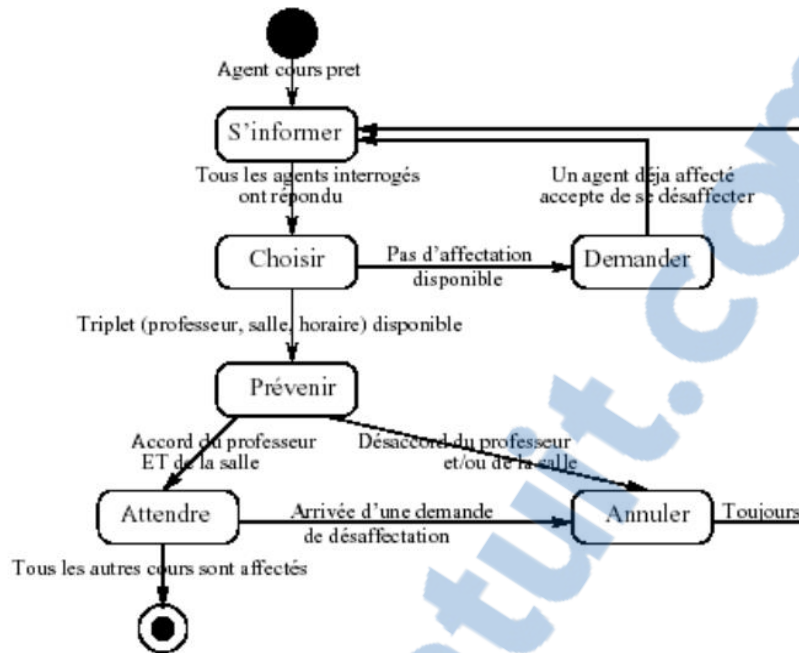 Agent cours pret
S'informer
Tous les agents interrogés
ont répondu
Un agent déja affecté
accepte de se désaffecter
Choisir
Pas d'affectation
disponible
Demander
Triplet (professeur, salle, horaire) disponible
Prévenir
Accord du professeur
ET de la salle
Désaccord du professeur
et/ou de la salle
Attendre
Arrivée d'une demande
de désaffectation
Annuler
Toujours
Tous les autres cours sont affectés
tuit.com